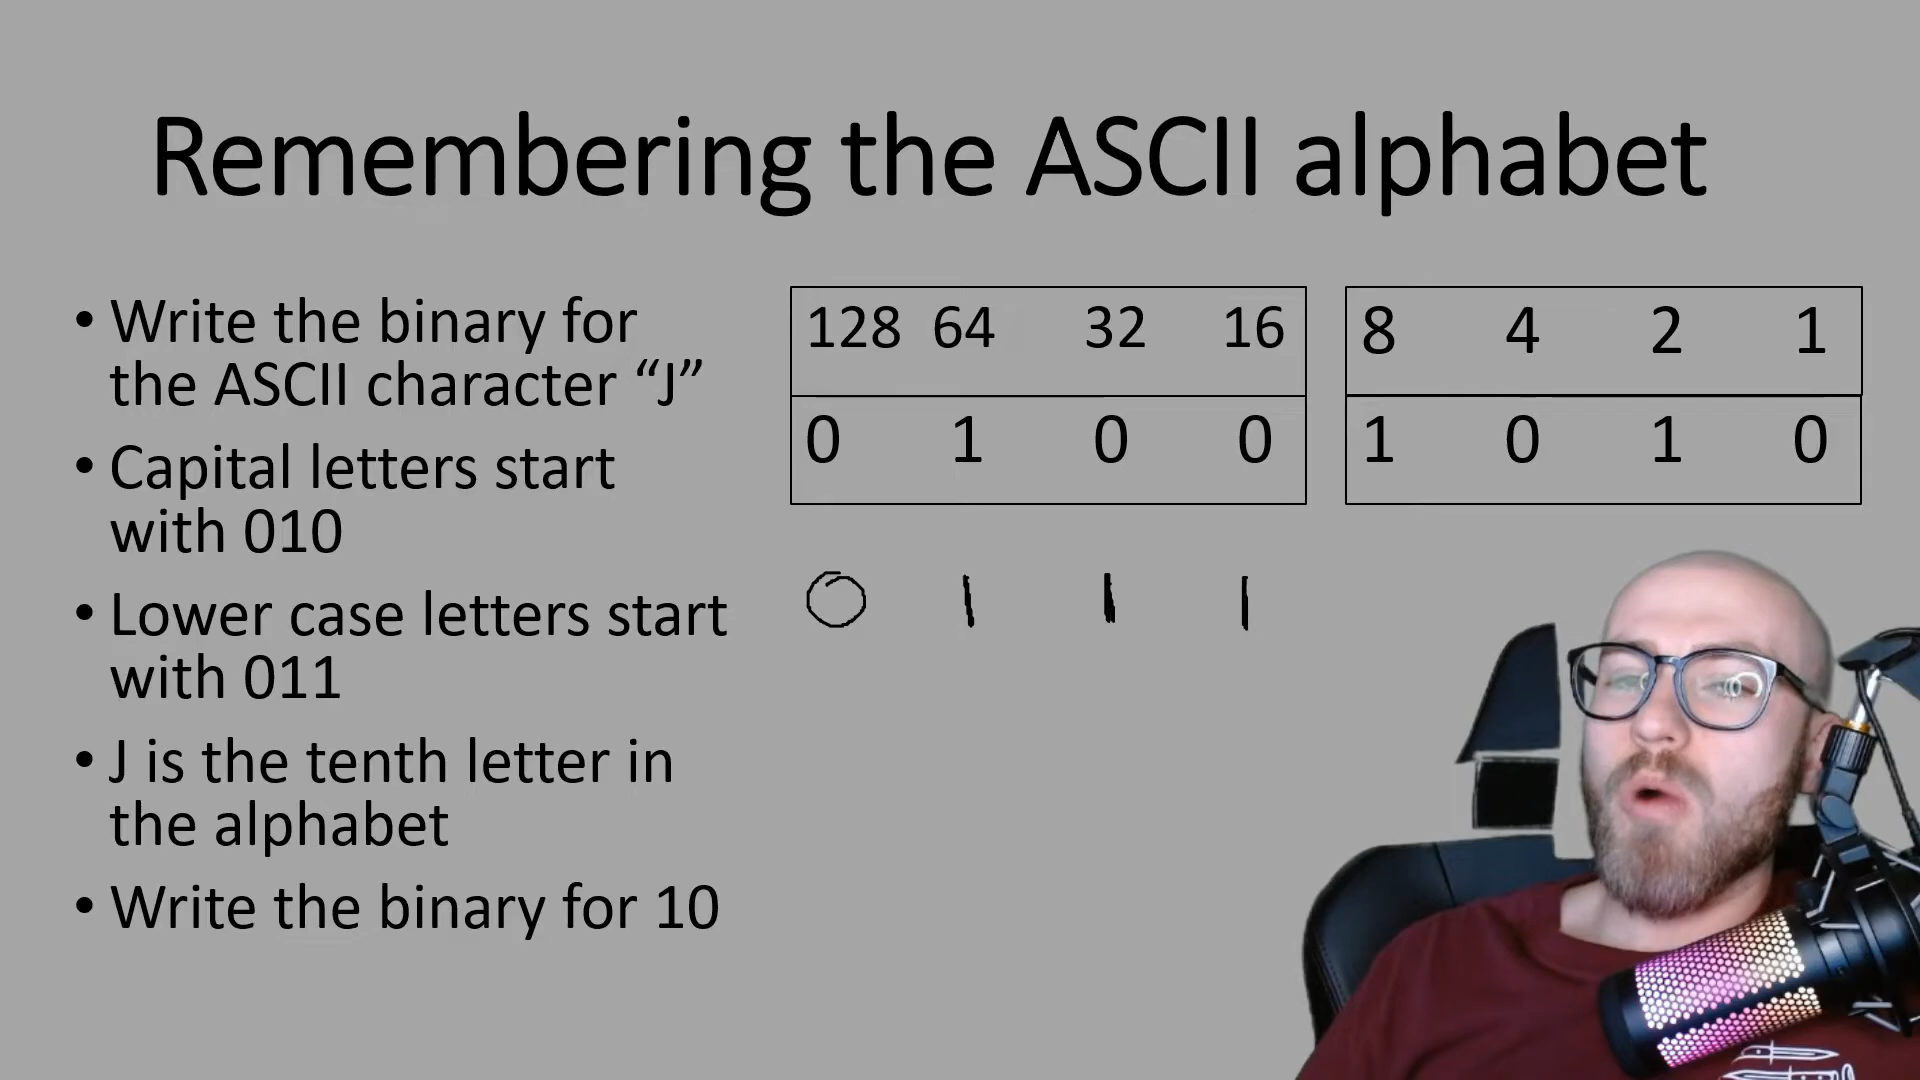 Remembering the ASCII alphabet
• Write the binary for
the ASCII character “J”
• Capital letters start
with 010
• Lower case letters start
with 011
• J is the tenth letter in
the alphabet
• Write the binary for 10
128 64 32 16
0 1 0 0
8 4 2 1
1 0 1 0
0 1 1 1